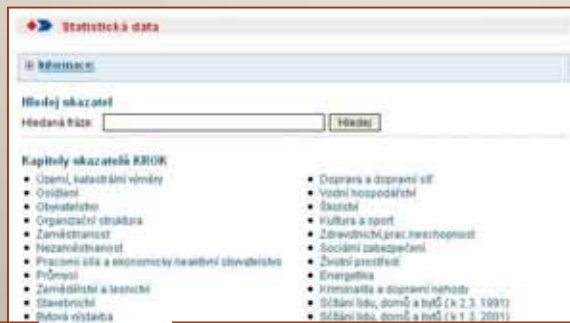 Statistická data
Informace:
Hledej ukazatel
Hledaná fráze: Hledej
Kapitoly ukazatelů KROK
Území, katastrální výměry
Osídlení
Obyvatelstvo
Organizační struktura
Zaměstnanost
Nezaměstnanost
Pracovní síla a ekonomicky neaktivní obyvatelstvo
Průmysl
Zemědělství a lesnictví
Stavebnictví
Bytová výstavba
Doprava a dopravní síť
Vodní hospodářství
Školství
Kultura a sport
Zdravotnictví,prac.neschopnost
Sociální zabezpečení
Životní prostředí
Energetika
Kriminalita a dopravní nehody
Sčítání lidu, domů a bytů ( k 2.3. 1991)
Sčítání lidu, domů a bytů ( k 1.3. 2001)